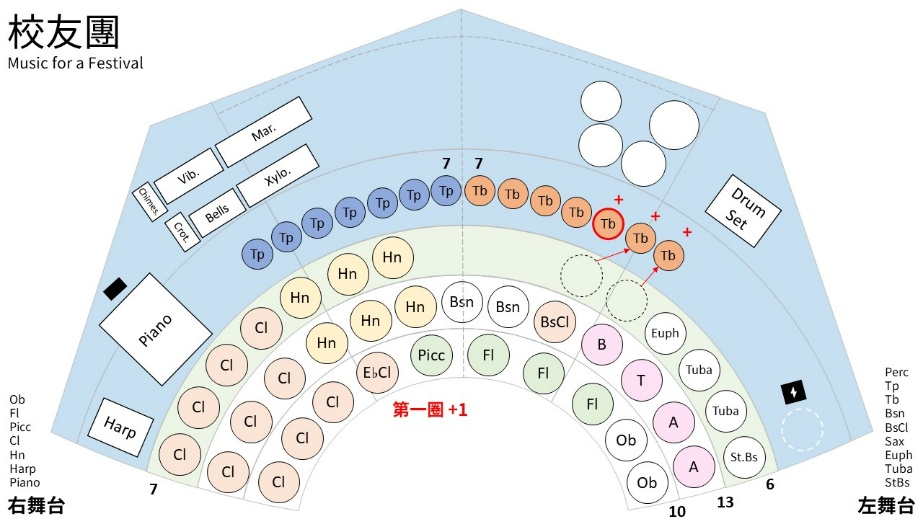 校友團
Music for a Festival
Mar.
Vib.
Xylo.
Chimes
Bells
Crot.
Drum
Set
7 7
Tp Tp Tp Tp Tp Tp Tp Tb Tb Tb Tb Tb Tb Tb
+ + +
Hn Hn Hn
Cl Cl Cl Cl
Euph Tuba Tuba St.Bs
Hn Hn Hn Bsn Bsn BsCl B T A A
Cl Cl Cl
E♭Cl Picc Fl Fl Fl Ob Ob
Cl Cl Cl
Piano
Harp
第一圈 +1
7
10
13
6
Ob
Fl
Picc
Cl
Hn
Harp
Piano
右舞台
Perc
Tp
Tb
Bsn
BsCl
Sax
Euph
Tuba
StBs
左舞台